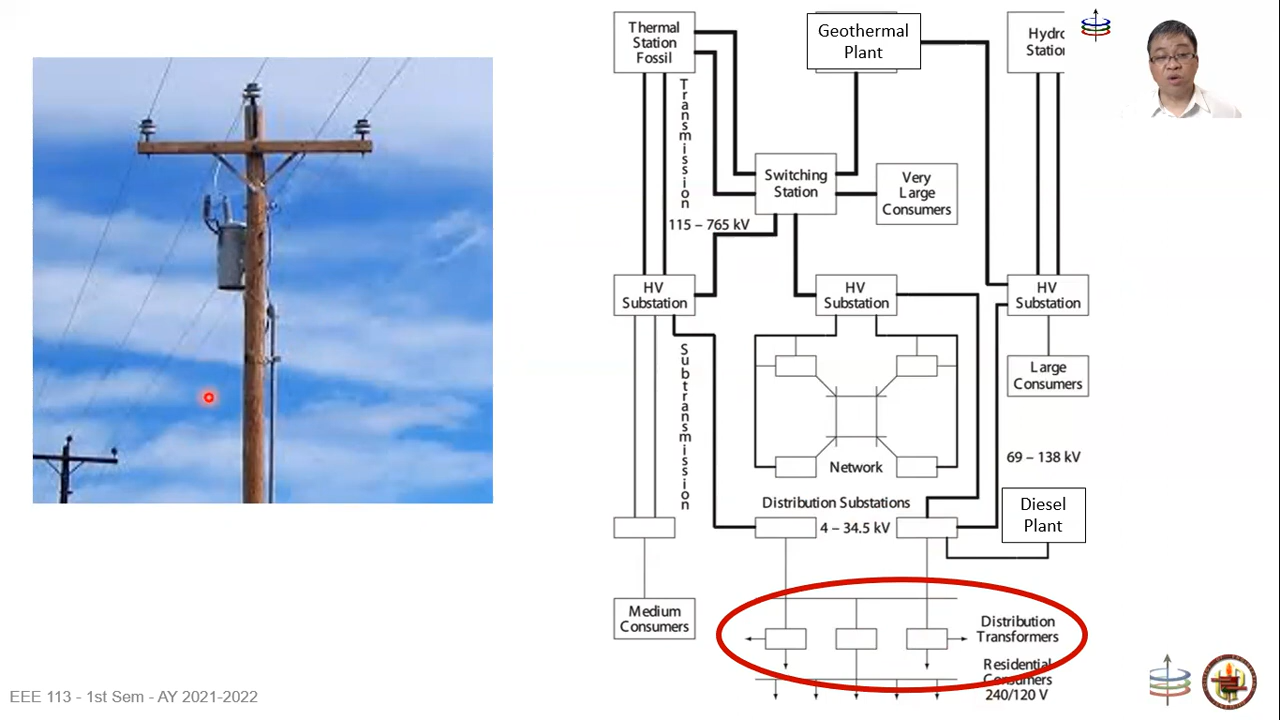 Thermal
Station
Fossil
Geothermal
Plant
Hydro
Station
Transmission
Switching
Station
Very
Large
Consumers
115 – 765 kV
HV
Substation
HV
Substation
HV
Substation
Subtransmission
Large
Consumers
Network
69 – 138 kV
Distribution Substations
4 – 34.5 kV
Diesel
Plant
Medium
Consumers
Distribution
Transformers
Residential
Consumers
240/120 V
EEE 113 - 1st Sem - AY 2021-2022